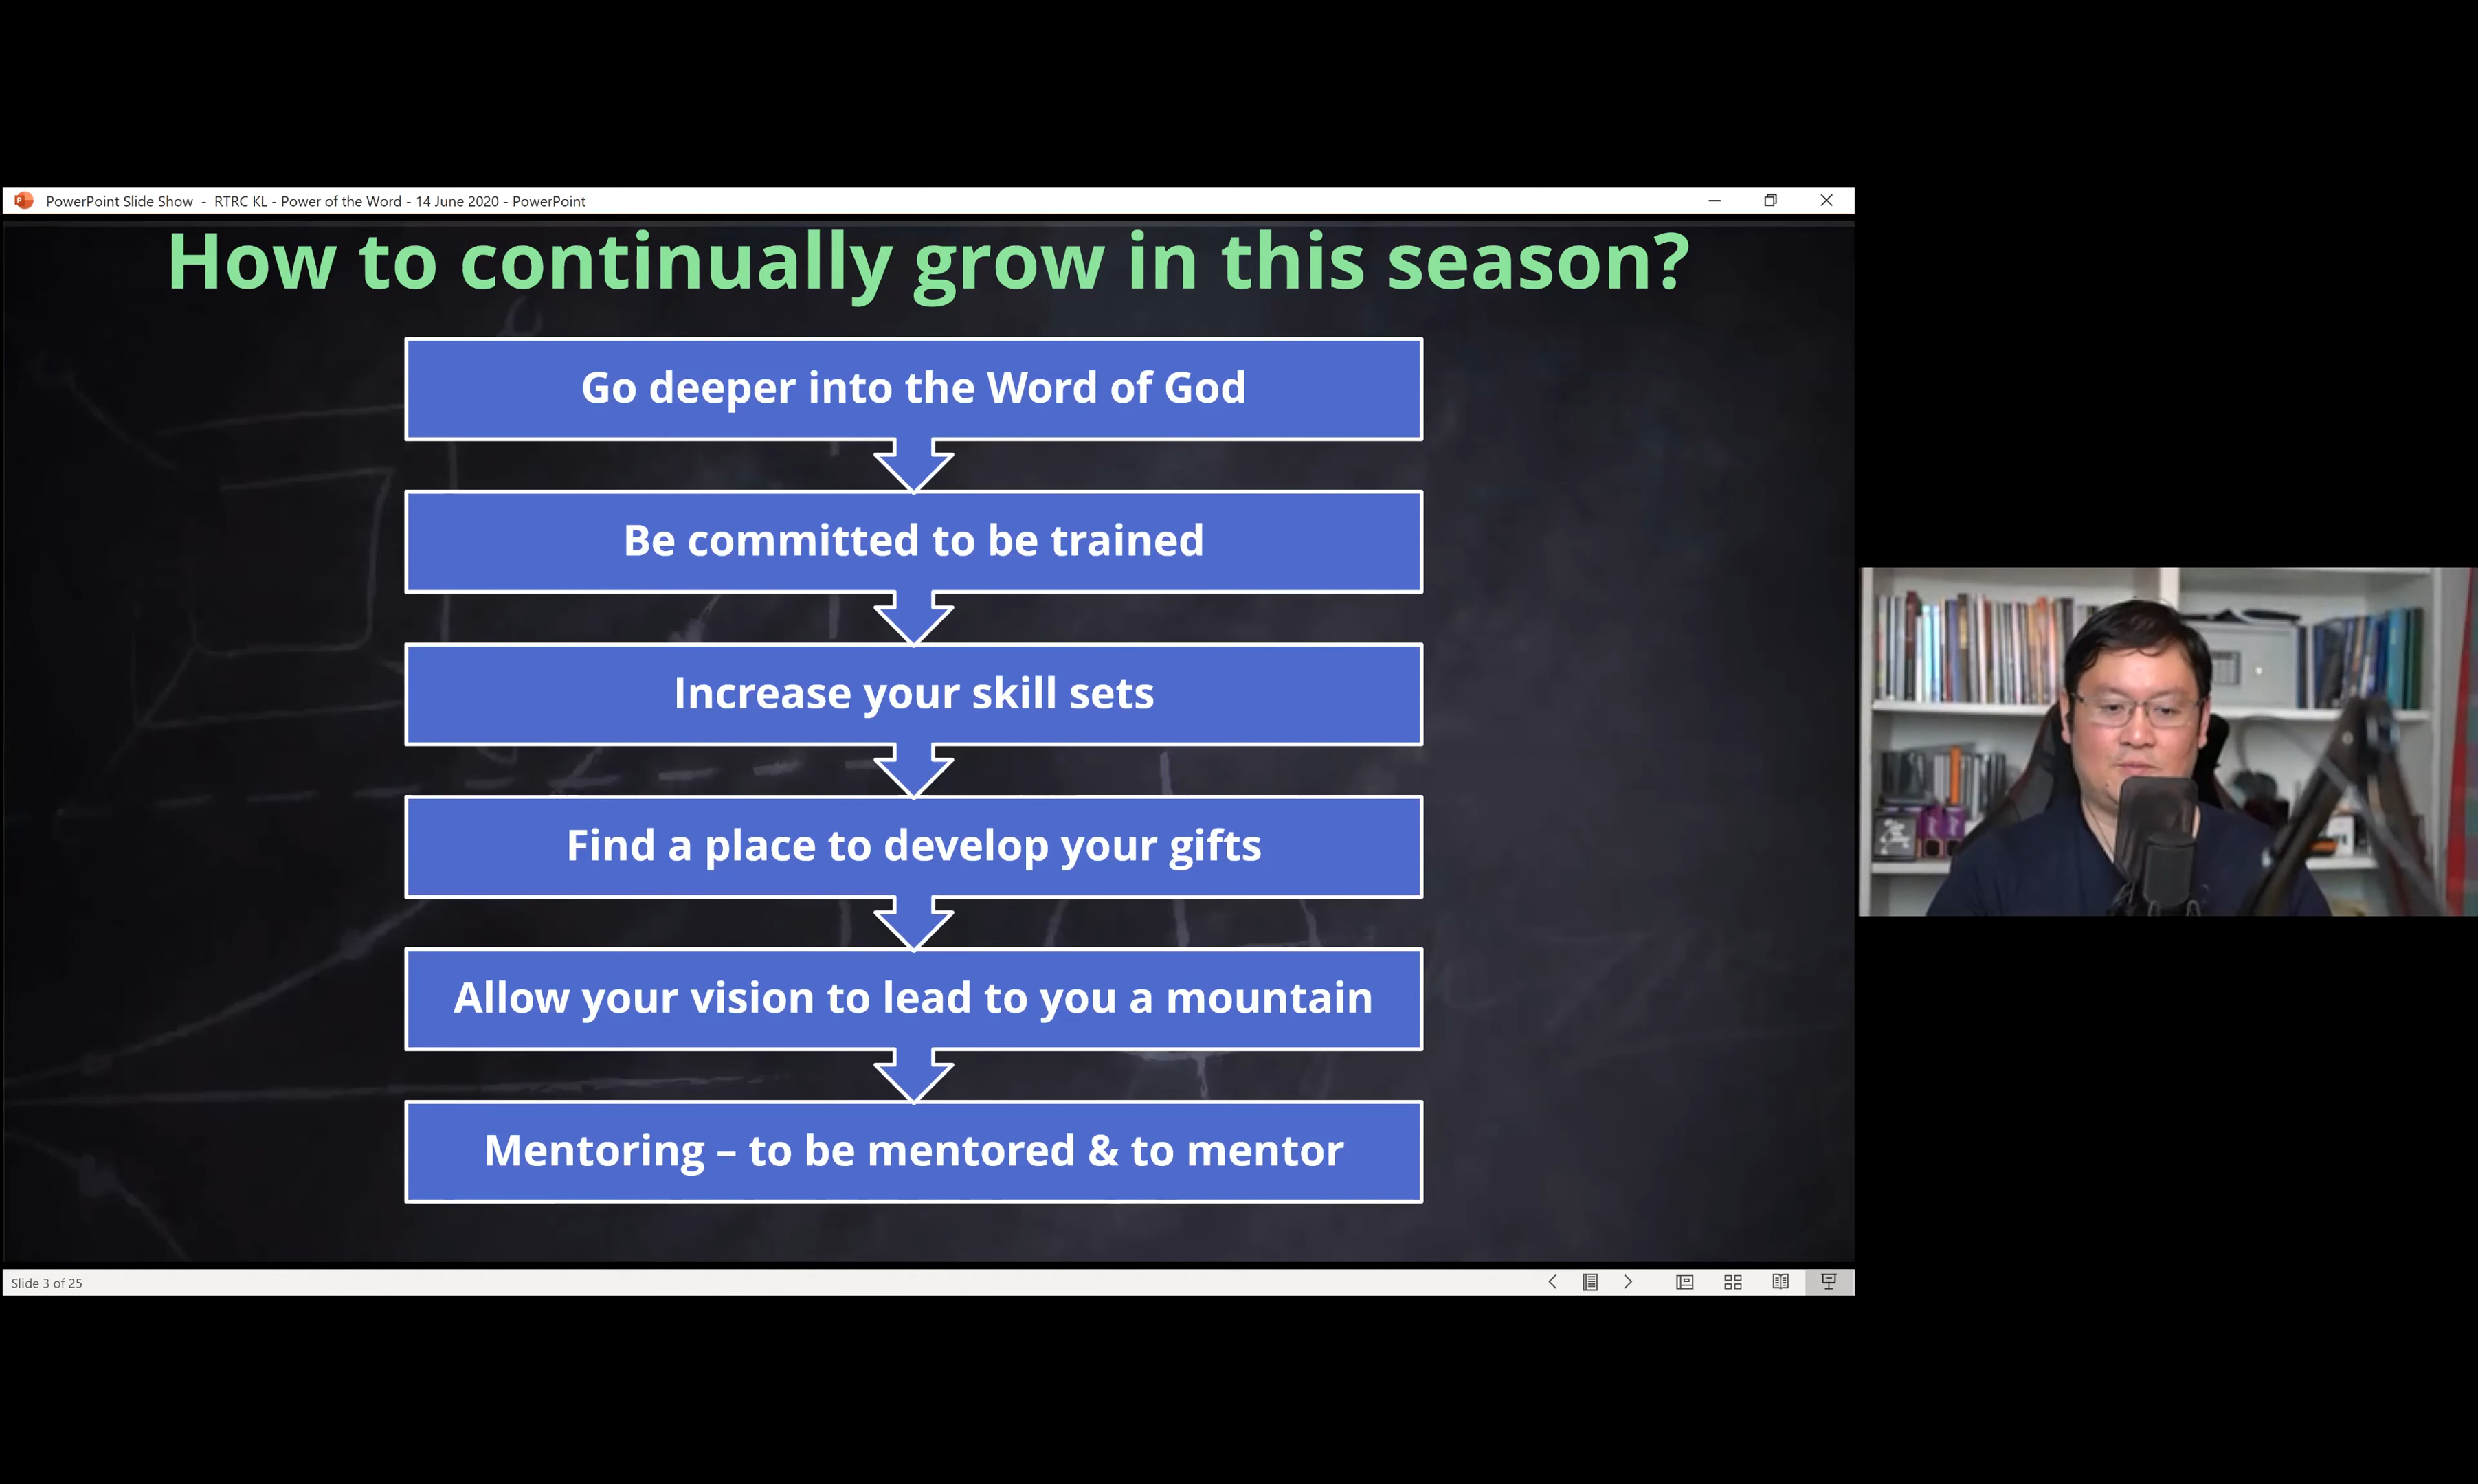 PowerPoint Slide Show - RTRC KL - Power of the Word - 14 June 2020 - PowerPoint
How to continually grow in this season?
Go deeper into the Word of God
Be committed to be trained
Increase your skill sets
Find a place to develop your gifts
Allow your vision to lead to you a mountain
Mentoring – to be mentored & to mentor
Slide 3 of 25